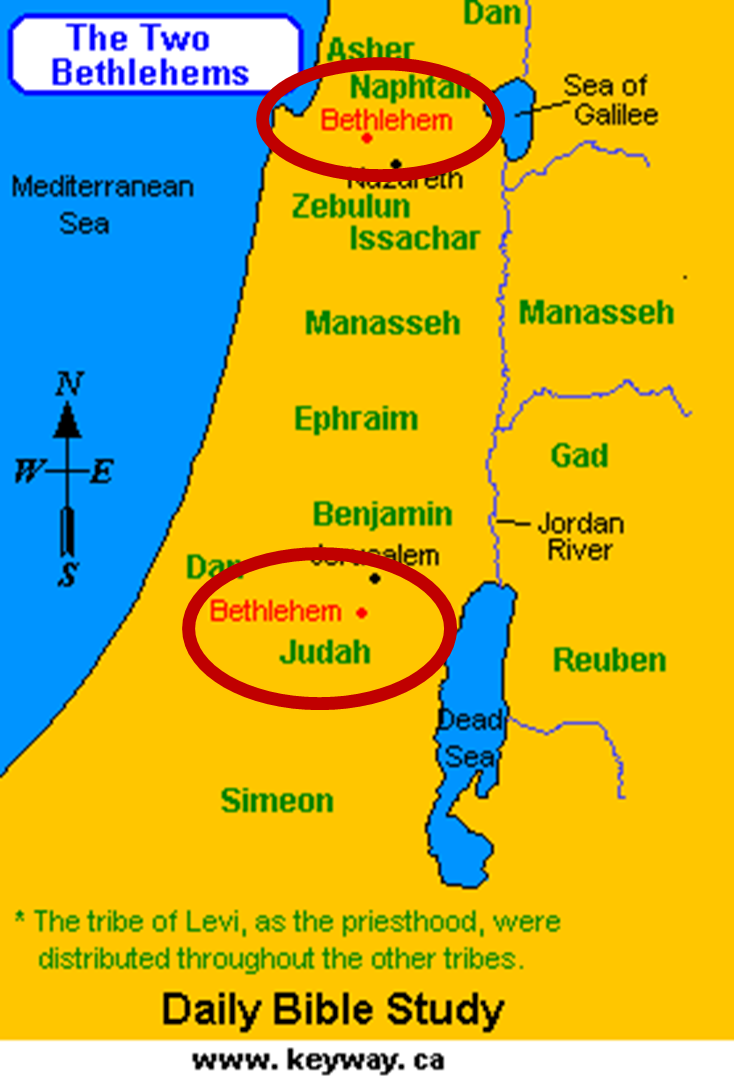 The Two
Bethlehems
Dan
Asher
Naphtali
Bethlehem
Sea of
Galilee
Nazareth
Mediterranean
Sea
Zebulun
Issachar
Manasseh
Manasseh
N
W E
S
Ephraim
Gad
Benjamin
Jordan
River
Jerusalem
Dan
Bethlehem
Judah
Reuben
Dead
Sea
Simeon
* The tribe of Levi, as the priesthood, were
distributed throughout the other tribes.
Daily Bible Study
www. keyway. ca